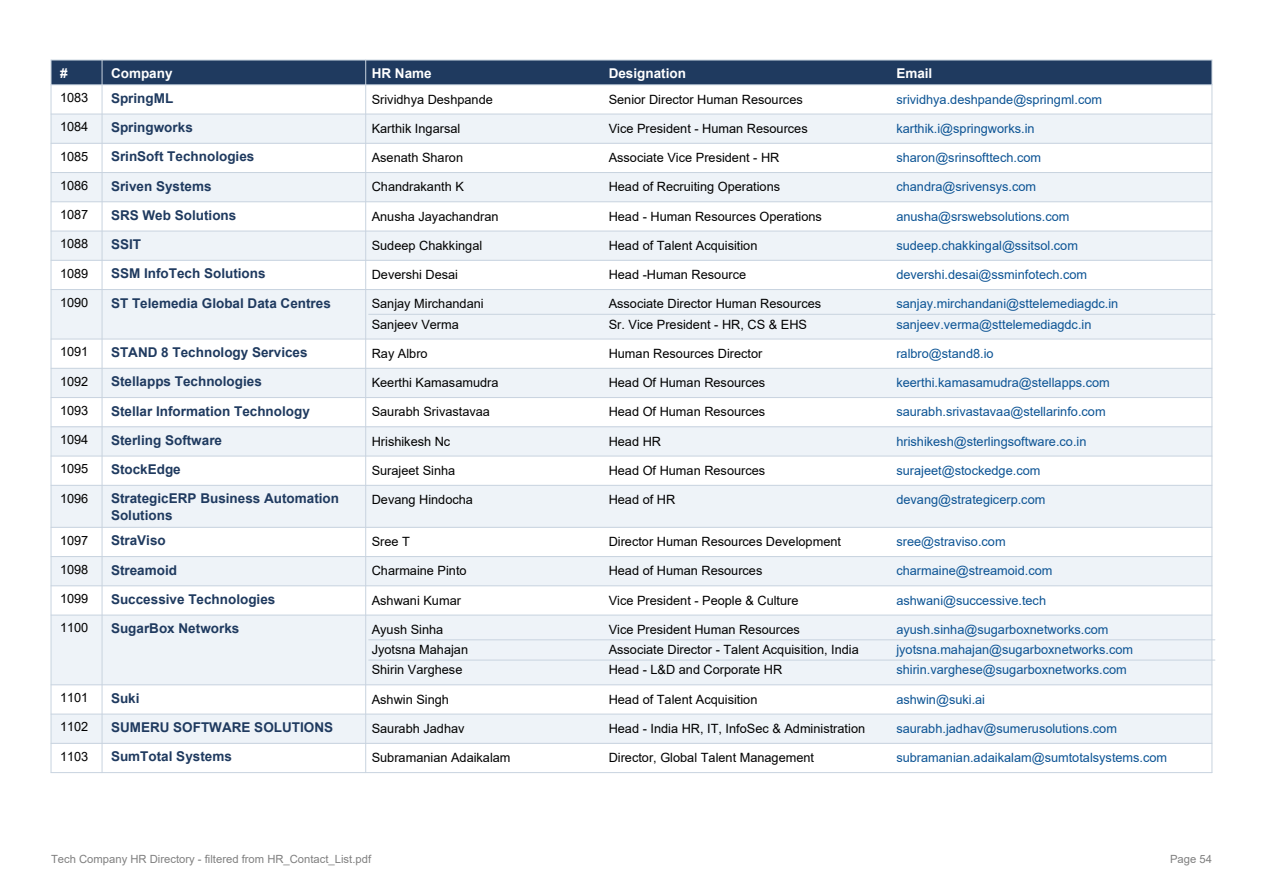 # Company HR Name Designation Email
1083 SpringML Srividhya Deshpande Senior Director Human Resources srividhya.deshpande@springml.com
1084 Springworks Karthik Ingarsal Vice President - Human Resources karthik.i@springworks.in
1085 SrinSoft Technologies Asenath Sharon Associate Vice President - HR sharon@srinsofttech.com
1086 Sriven Systems Chandrakanth K Head of Recruiting Operations chandra@srivensys.com
1087 SRS Web Solutions Anusha Jayachandran Head - Human Resources Operations anusha@srswebsolutions.com
1088 SSIT Sudeep Chakkingal Head of Talent Acquisition sudeep.chakkingal@ssitsol.com
1089 SSM InfoTech Solutions Devershi Desai Head -Human Resource devershi.desai@ssminfotech.com
1090 ST Telemedia Global Data Centres Sanjay Mirchandani Associate Director Human Resources sanjay.mirchandani@sttelemediagdc.in
Sanjeev Verma Sr. Vice President - HR, CS & EHS sanjeev.verma@sttelemediagdc.in
1091 STAND 8 Technology Services Ray Albro Human Resources Director ralbro@stand8.io
1092 Stellapps Technologies Keerthi Kamasamudra Head Of Human Resources keerthi.kamasamudra@stellapps.com
1093 Stellar Information Technology Saurabh Srivastavaa Head Of Human Resources saurabh.srivastavaa@stellarinfo.com
1094 Sterling Software Hrishikesh Nc Head HR hrishikesh@sterlingsoftware.co.in
1095 StockEdge Surajeet Sinha Head Of Human Resources surajeet@stockedge.com
1096 StrategicERP Business Automation Devang Hindocha Head of HR devang@strategicerp.com
Solutions
1097 StraViso Sree T Director Human Resources Development sree@straviso.com
1098 Streamoid Charmaine Pinto Head of Human Resources charmaine@streamoid.com
1099 Successive Technologies Ashwani Kumar Vice President - People & Culture ashwani@successive.tech
1100 SugarBox Networks Ayush Sinha Vice President Human Resources ayush.sinha@sugarboxnetworks.com
Jyotsna Mahajan Associate Director - Talent Acquisition, India jyotsna.mahajan@sugarboxnetworks.com
Shirin Varghese Head - L&D and Corporate HR shirin.varghese@sugarboxnetworks.com
1101 Suki Ashwin Singh Head of Talent Acquisition ashwin@suki.ai
1102 SUMERU SOFTWARE SOLUTIONS Saurabh Jadhav Head - India HR, IT, InfoSec & Administration saurabh.jadhav@sumerusolutions.com
1103 SumTotal Systems Subramanian Adaikalam Director, Global Talent Management subramanian.adaikalam@sumtotalsystems.com
Tech Company HR Directory - filtered from HR_Contact_List.pdf Page 54